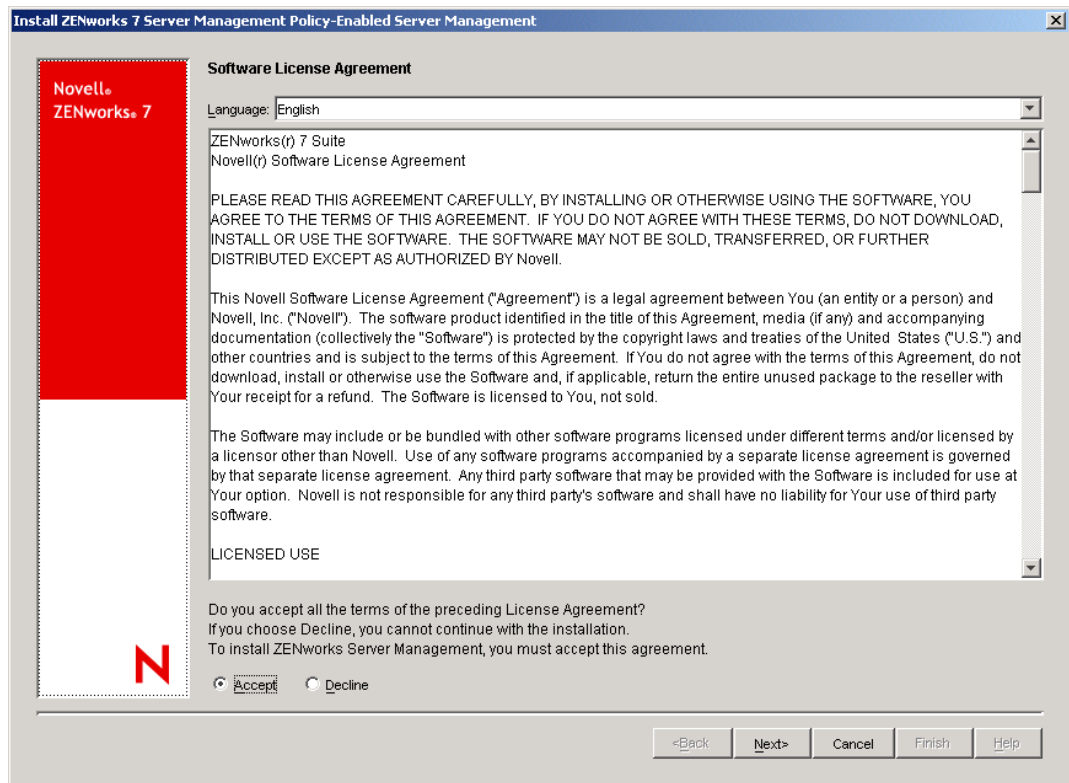 Install ZENworks 7 Server Management Policy-Enabled Server Management
Novell®
ZENworks® 7
Software License Agreement
Language: English
ZENworks(r) 7 Suite
Novell(r) Software License Agreement
PLEASE READ THIS AGREEMENT CAREFULLY, BY INSTALLING OR OTHERWISE USING THE SOFTWARE, YOU
AGREE TO THE TERMS OF THIS AGREEMENT. IF YOU DO NOT AGREE WITH THESE TERMS, DO NOT DOWNLOAD,
INSTALL OR USE THE SOFTWARE. THE SOFTWARE MAY NOT BE SOLD, TRANSFERRED, OR FURTHER
DISTRIBUTED EXCEPT AS AUTHORIZED BY Novell.
This Novell Software License Agreement ("Agreement") is a legal agreement between You (an entity or a person) and
Novell, Inc. ("Novell"). The software product identified in the title of this Agreement, media (if any) and accompanying
documentation (collectively the "Software") is protected by the copyright laws and treaties of the United States ("U.S.") and
other countries and is subject to the terms of this Agreement. If You do not agree with the terms of this Agreement, do not
download, install or otherwise use the Software and, if applicable, return the entire unused package to the reseller with
Your receipt for a refund. The Software is licensed to You, not sold.
The Software may include or be bundled with other software programs licensed under different terms and/or licensed by
a licensor other than Novell. Use of any software programs accompanied by a separate license agreement is governed
by that separate license agreement. Any third party software that may be provided with the Software is included for use at
Your option. Novell is not responsible for any third party's software and shall have no liability for Your use of third party
software.
LICENSED USE
Do you accept all the terms of the preceding License Agreement?
If you choose Decline, you cannot continue with the installation.
To install ZENworks Server Management, you must accept this agreement.
N
Accept Decline
<Back Next> Cancel Finish Help